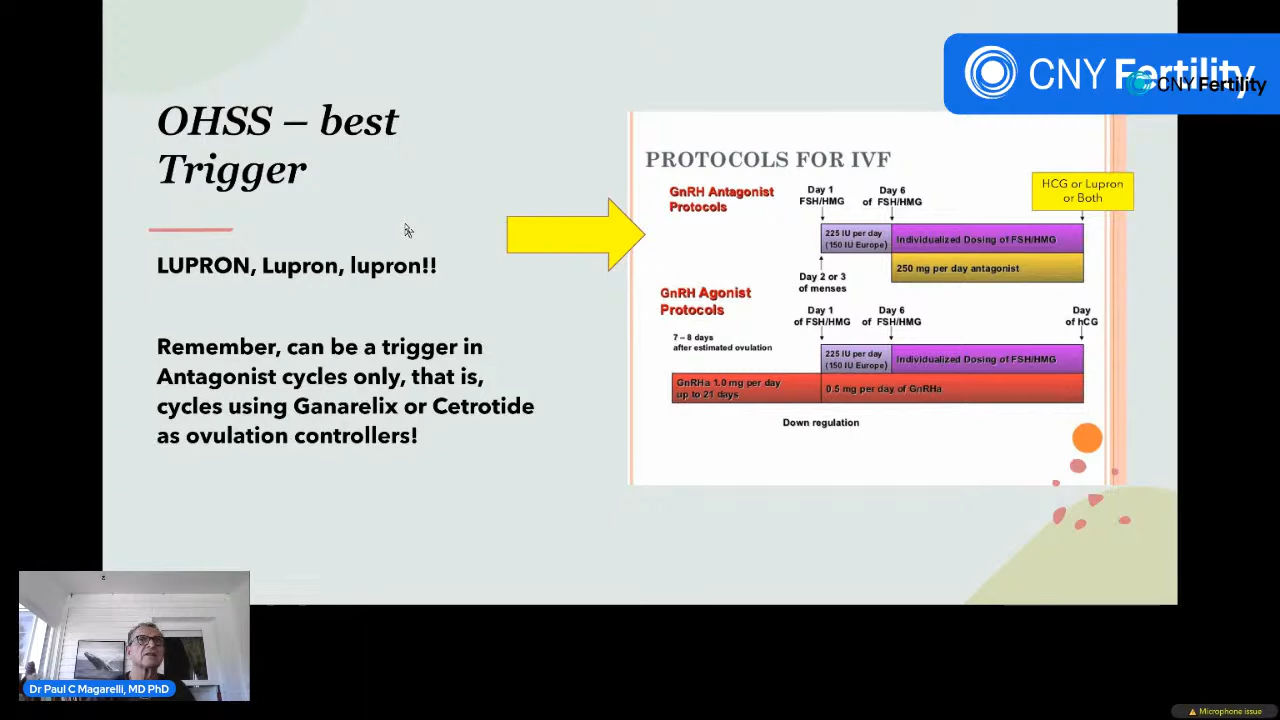 CNY Fertility
CNY Fertility
OHSS – best
Trigger
LUPRON, Lupron, lupron!!
Remember, can be a trigger in
Antagonist cycles only, that is,
cycles using Ganarelix or Cetrotide
as ovulation controllers!
PROTOCOLS FOR IVF
HCG or Lupron
or Both
GnRH Antagonist
Protocols
Day 1
FSH/HMG
Day 6
of FSH/HMG
225 IU per day
(150 IU Europe)
Individualized Dosing of FSH/HMG
250 mg per day antagonist
Day 2 or 3
of menses
GnRH Agonist
Protocols
Day 1
of FSH/HMG
Day 6
of FSH/HMG
Day
of hCG
7 – 8 days
after estimated ovulation
225 IU per day
(150 IU Europe)
Individualized Dosing of FSH/HMG
GnRHa 1.0 mg per day
up to 21 days
0.5 mg per day of GnRHa
Down regulation
Dr Paul C Magarelli, MD PhD
Microphone issue